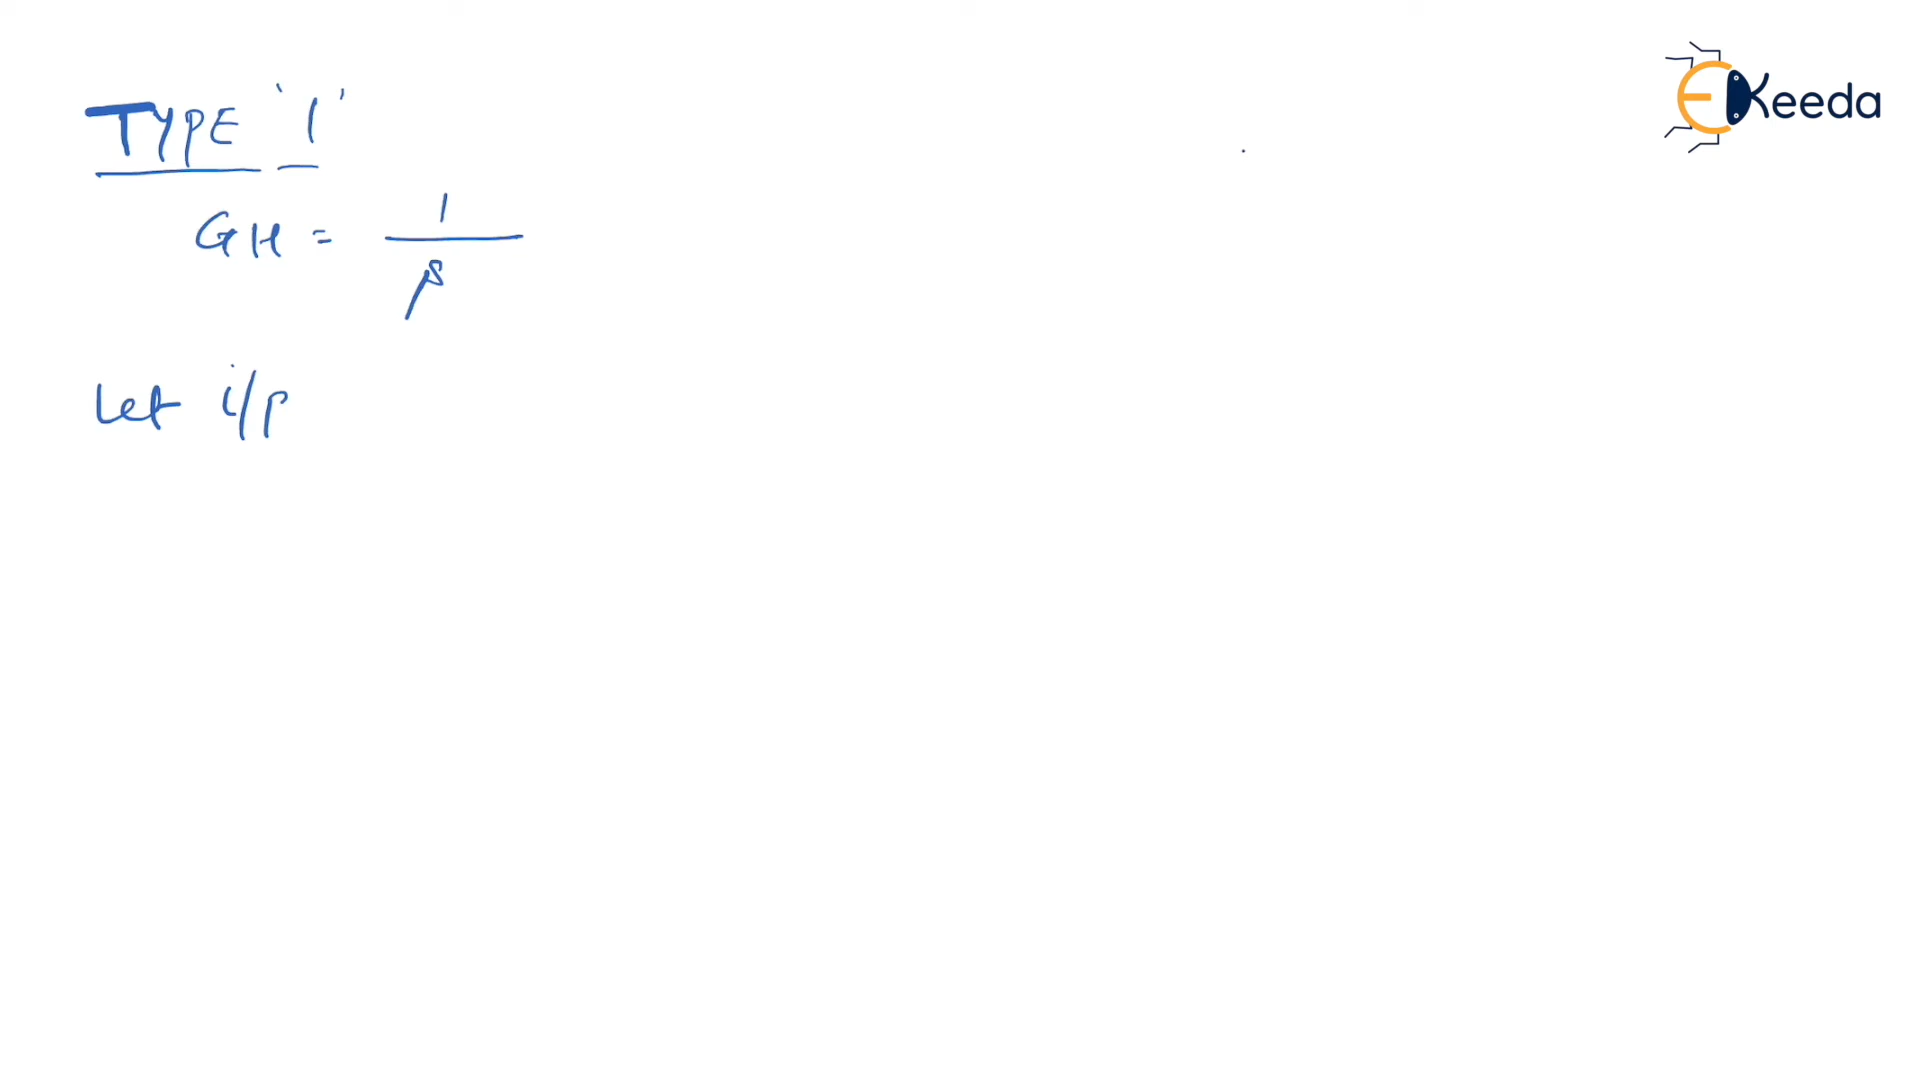 TYPE '1'
GH = 1/s
Let i/p
EKeeda